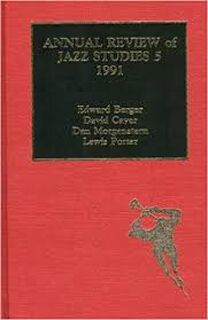 ANNUAL REVIEW of
JAZZ STUDIES 5
1991
Edward Berger
David Cayer
Dan Morgenstern
Lewis Porter